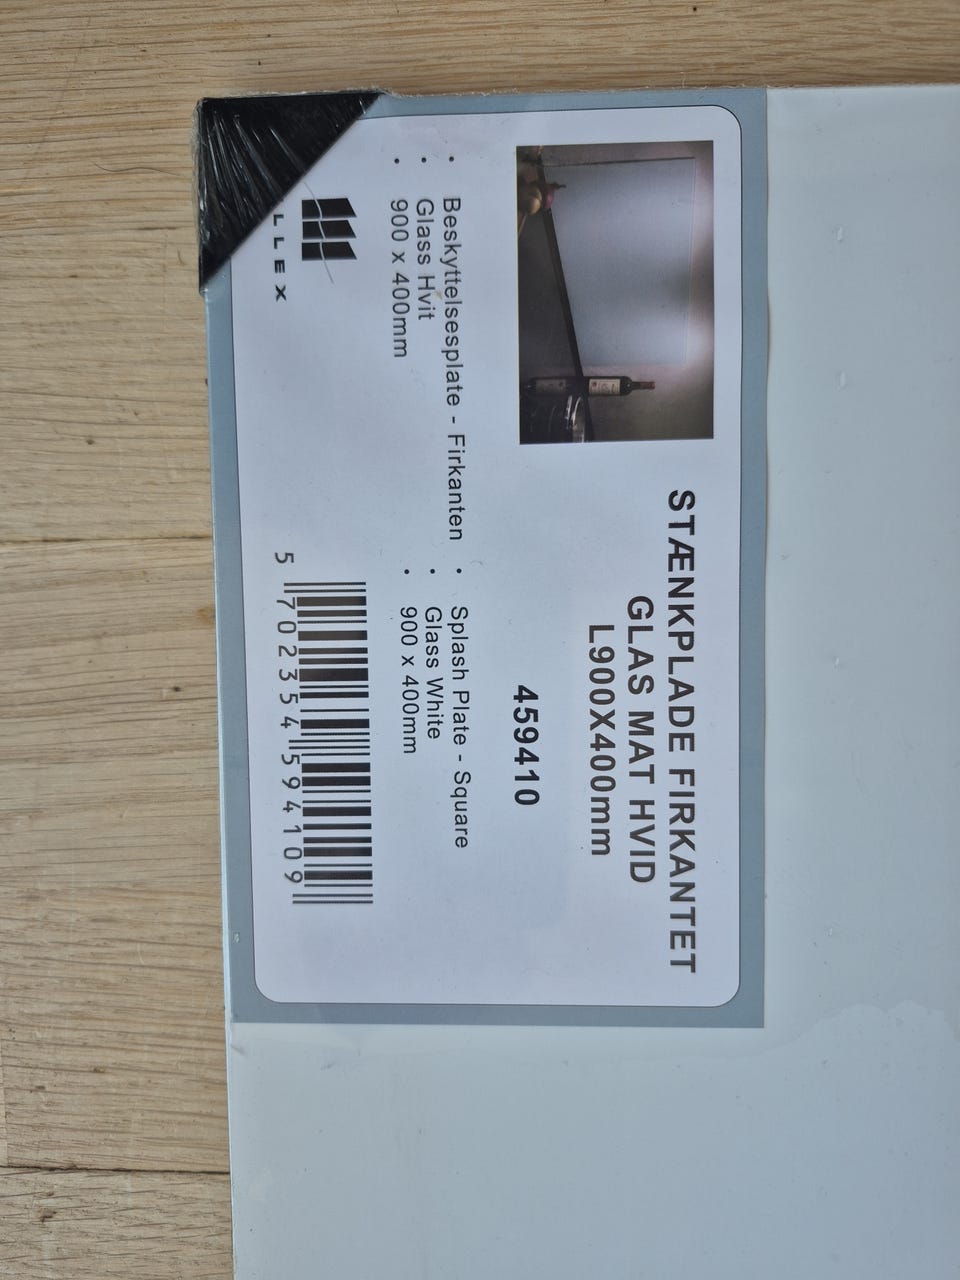 STÆNKPLADE FIRKANTET
GLAS MAT HVID
L900X400mm
459410
• Beskyttelsesplate - Firkanten
• Glass Hvit
• 900 x 400mm
• Splash Plate - Square
• Glass White
• 900 x 400mm
5 702354 594109